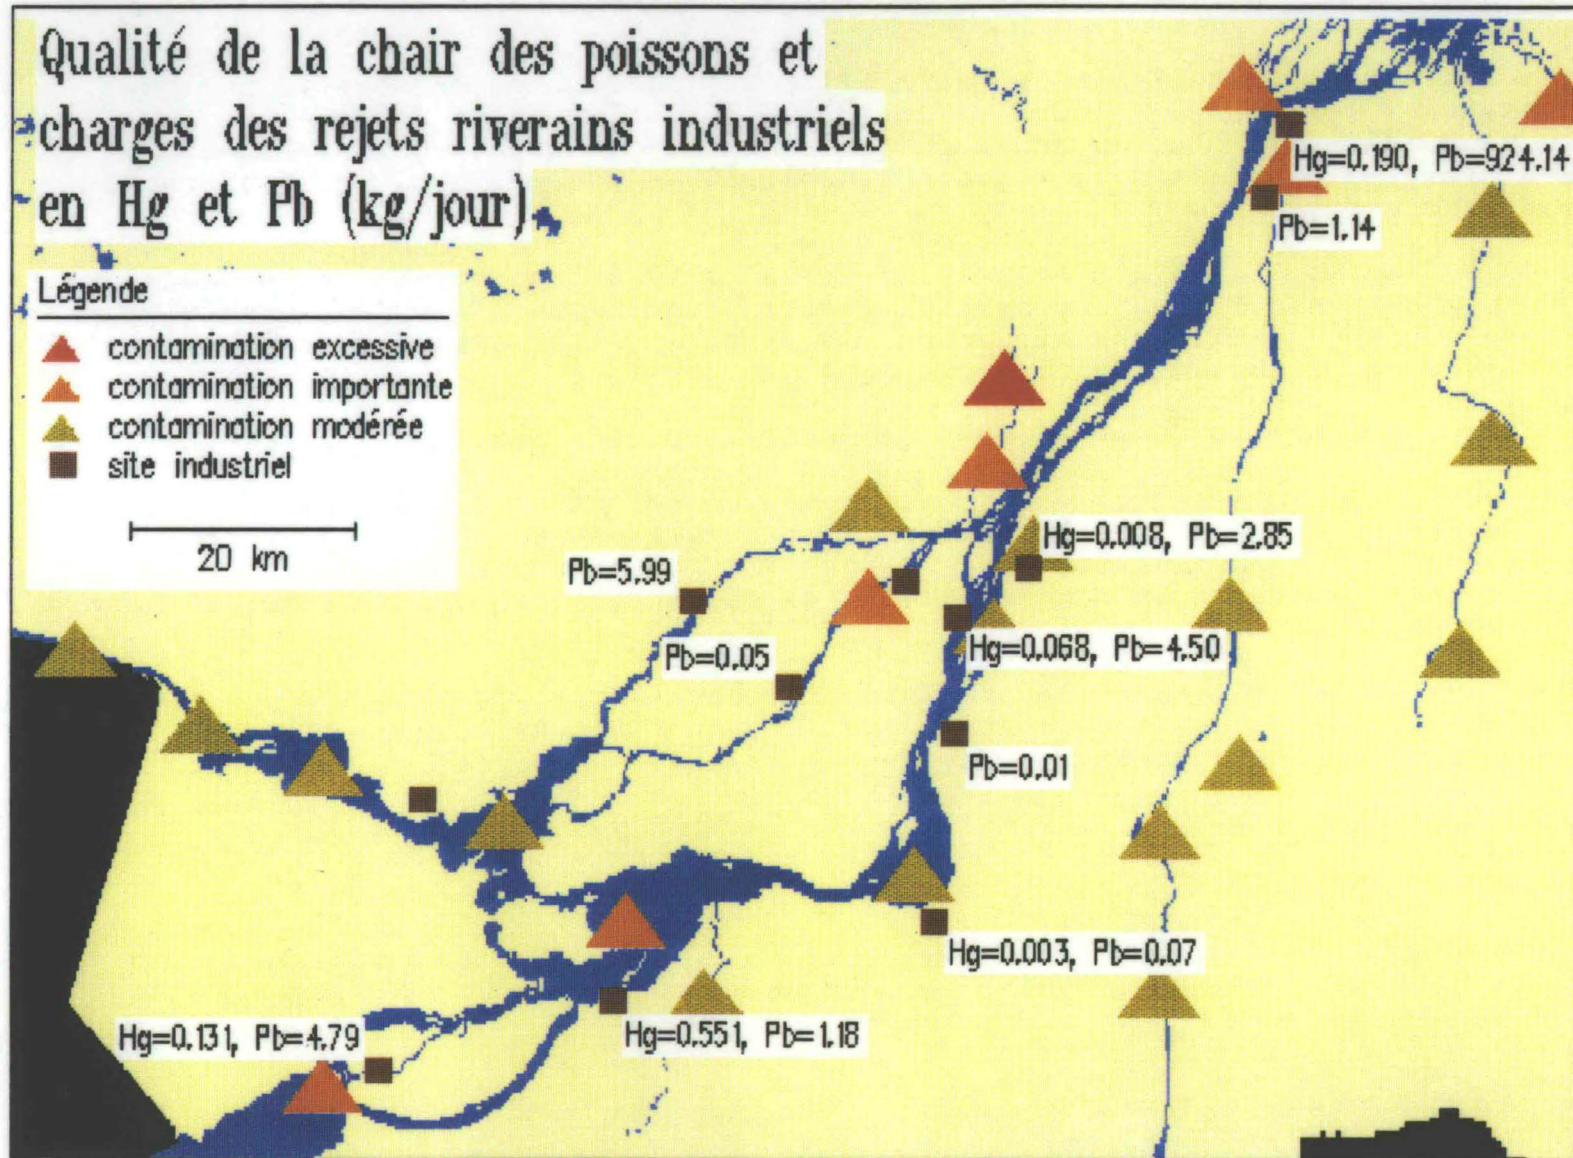 Qualité de la chair des poissons et
charges des rejets riverains industriels
en Hg et Pb (kg/jour)
Légende
contamination excessive
contamination importante
contamination modérée
site industriel
20 km
Hg=0.190, Pb=924.14
Pb=1.14
Hg=0.008, Pb=2.85
Pb=5.99
Hg=0.068, Pb=4.50
Pb=0.05
Pb=0.01
Hg=0.003, Pb=0.07
Hg=0.551, Pb=1.18
Hg=0.131, Pb=4.79